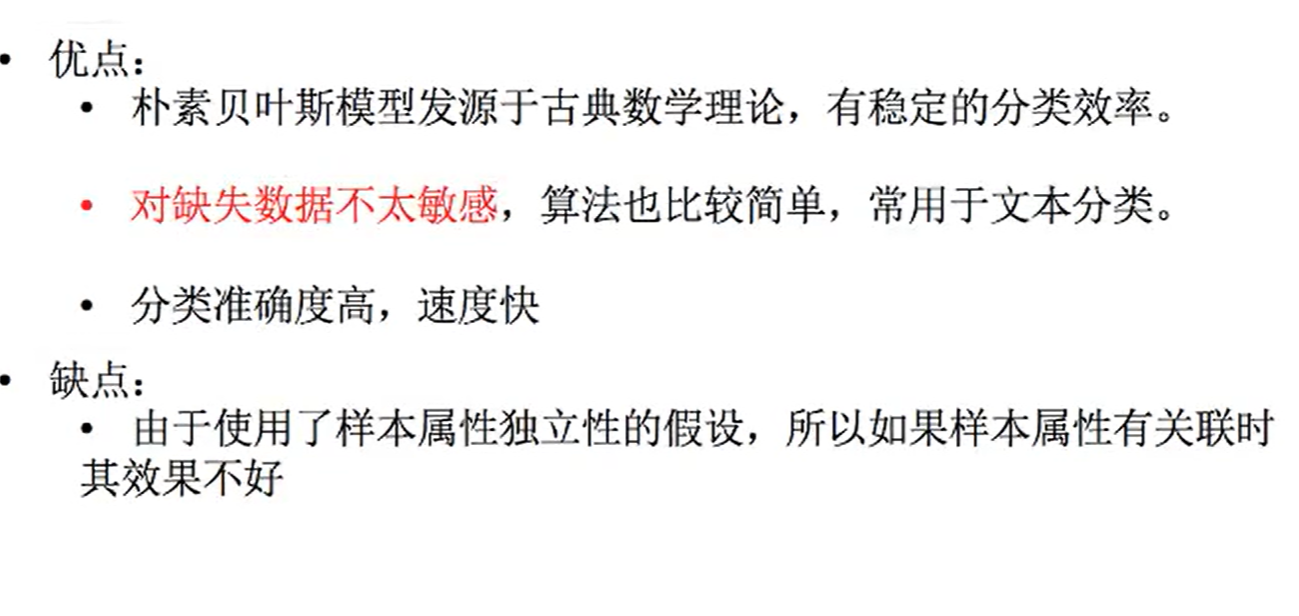 • 优点：
• 朴素贝叶斯模型发源于古典数学理论，有稳定的分类效率。
• 对缺失数据不太敏感，算法也比较简单，常用于文本分类。
• 分类准确度高，速度快
• 缺点：
• 由于使用了样本属性独立性的假设，所以如果样本属性有关联时
其效果不好